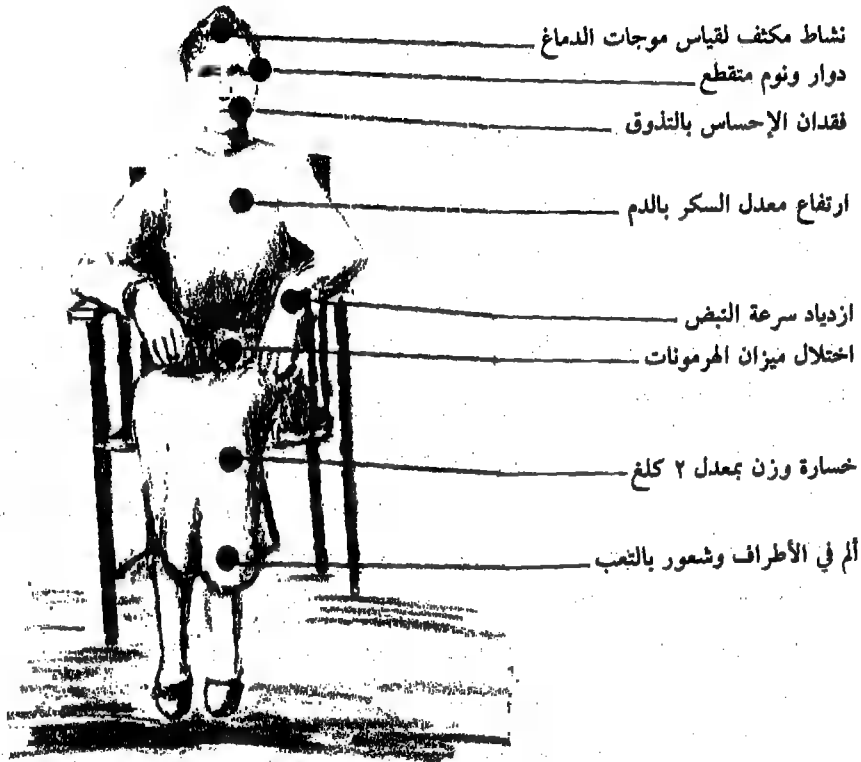 نشاط مكثف لقياس موجات الدماغ
دوار ونوم متقطع
فقدان الإحساس بالتذوق
ارتفاع معدل السكر بالدم
ازدياد سرعة النبض
اختلال ميزان الهرمونات
خسارة وزن بمعدل ٢ كلغ
ألم في الأطراف وشعور بالتعب